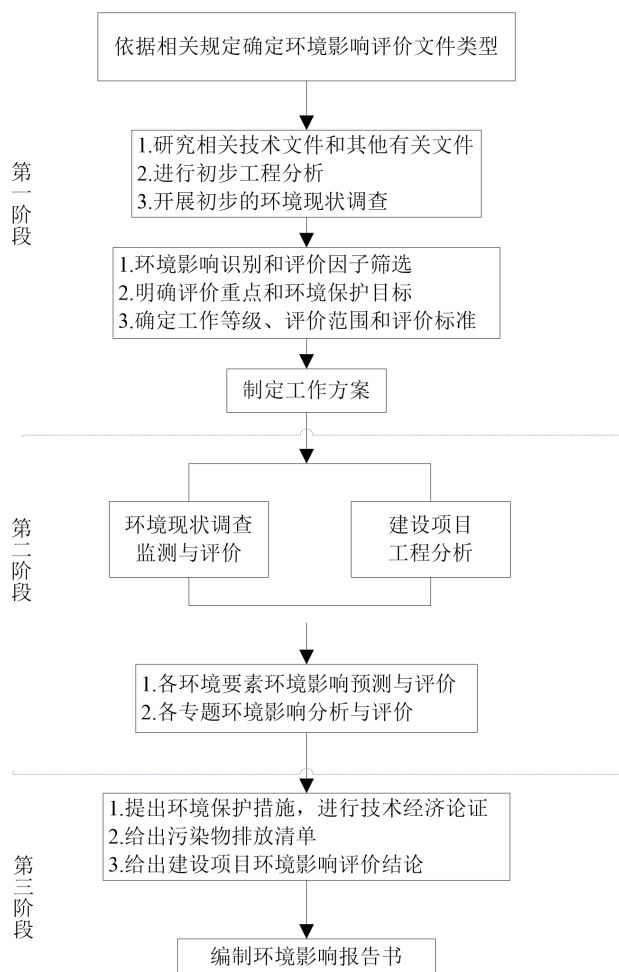 依据相关规定确定环境影响评价文件类型
第一阶段
1.研究相关技术文件和其他有关文件
2.进行初步工程分析
3.开展初步的环境现状调查
1.环境影响识别和评价因子筛选
2.明确评价重点和环境保护目标
3.确定工作等级、评价范围和评价标准
制定工作方案
第二阶段
环境现状调查
监测与评价
建设项目
工程分析
1.各环境要素环境影响预测与评价
2.各专题环境影响分析与评价
第三阶段
1.提出环境保护措施，进行技术经济论证
2.给出污染物排放清单
3.给出建设项目环境影响评价结论
编制环境影响报告书